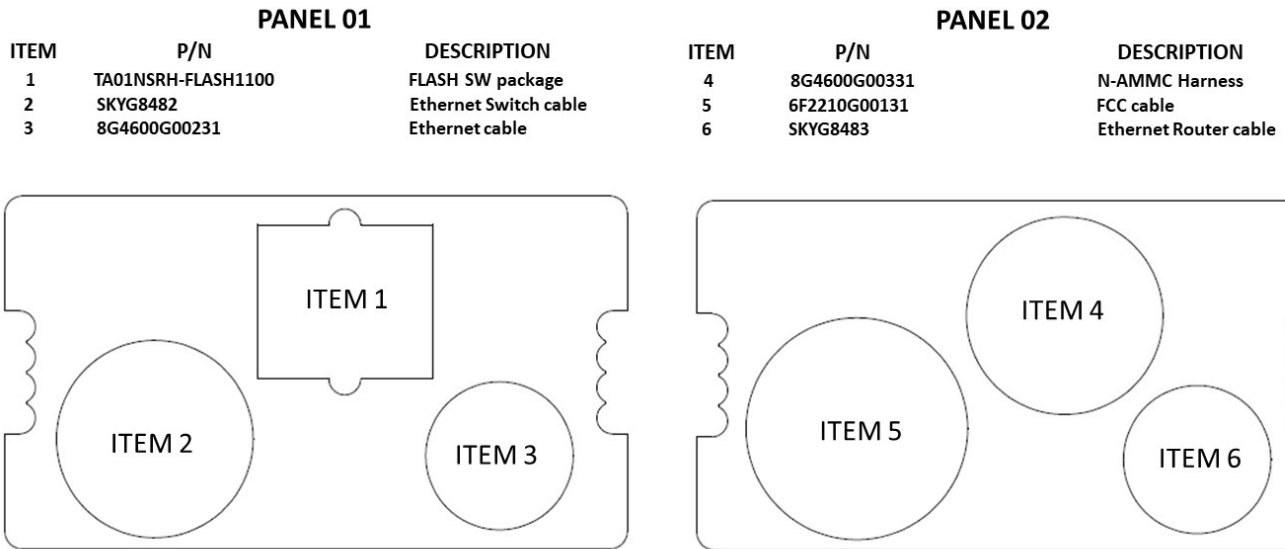 PANEL 01
ITEM P/N DESCRIPTION
1 TA01NSRH-FLASH1100 FLASH SW package
2 SKYG8482 Ethernet Switch cable
3 8G4600G00231 Ethernet cable
ITEM 1
ITEM 2
ITEM 3
PANEL 02
ITEM P/N DESCRIPTION
4 8G4600G00331 N-AMMC Harness
5 6F2210G00131 FCC cable
6 SKYG8483 Ethernet Router cable
ITEM 4
ITEM 5
ITEM 6